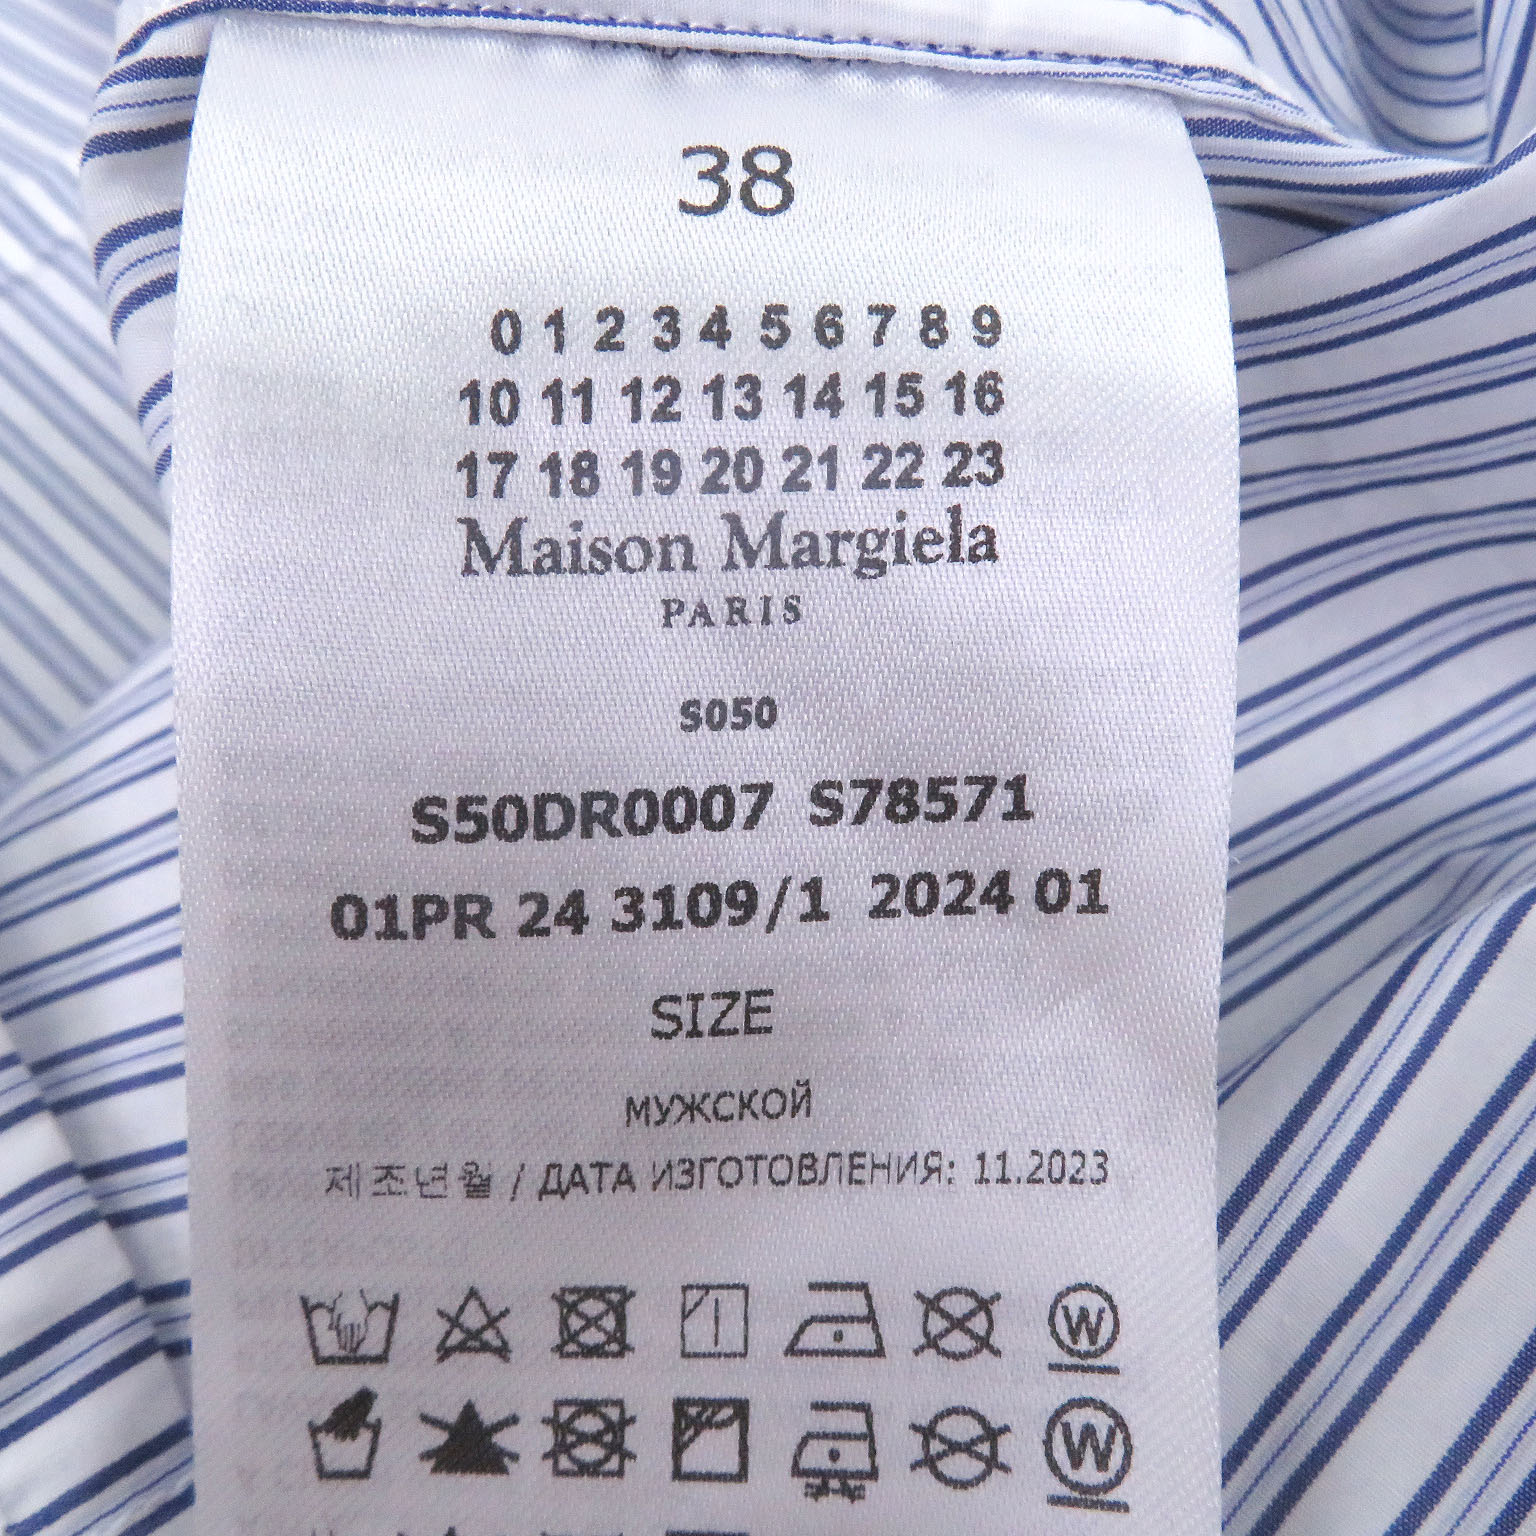 38
0 1 2 3 4 5 6 7 8 9
10 11 12 13 14 15 16
17 18 19 20 21 22 23
Maison Margiela
PARIS
S050
S50DR0007 S78571
01PR 24 3109/1 2024 01
SIZE
МУЖСКОЙ
제조년월 / ДАТА ИЗГОТОВЛЕНИЯ: 11.2023
W
W